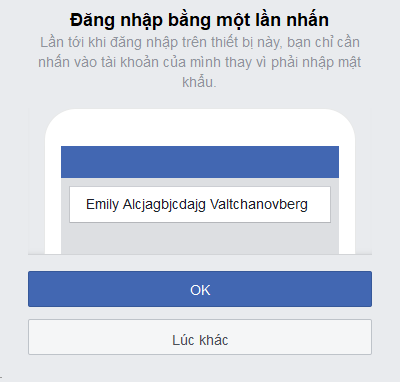 Đăng nhập bằng một lần nhấn
Lần tới khi đăng nhập trên thiết bị này, bạn chỉ cần
nhấn vào tài khoản của mình thay vì phải nhập mật
khẩu.
Emily Alcjagbjcdajg Valtchanovberg
OK
Lúc khác